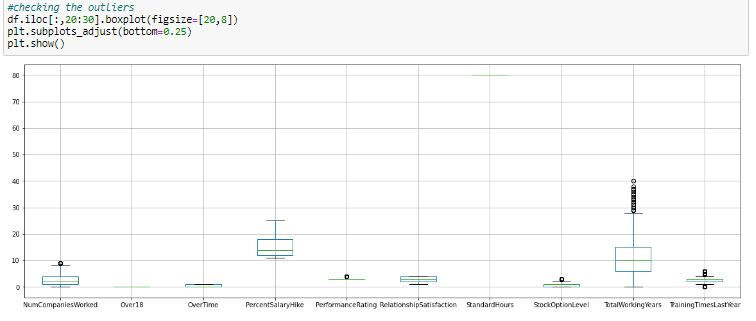 #checking the outliers
df.iloc[:,20:30].boxplot(figsize=[20,8])
plt.subplots_adjust(bottom=0.25)
plt.show()
80
70
60
50
40
30
20
10
0
NumCompaniesWorked Over18 OverTime PercentSalaryHike PerformanceRating RelationshipSatisfaction StandardHours StockOptionLevel TotalWorkingYears TrainingTimesLastYear